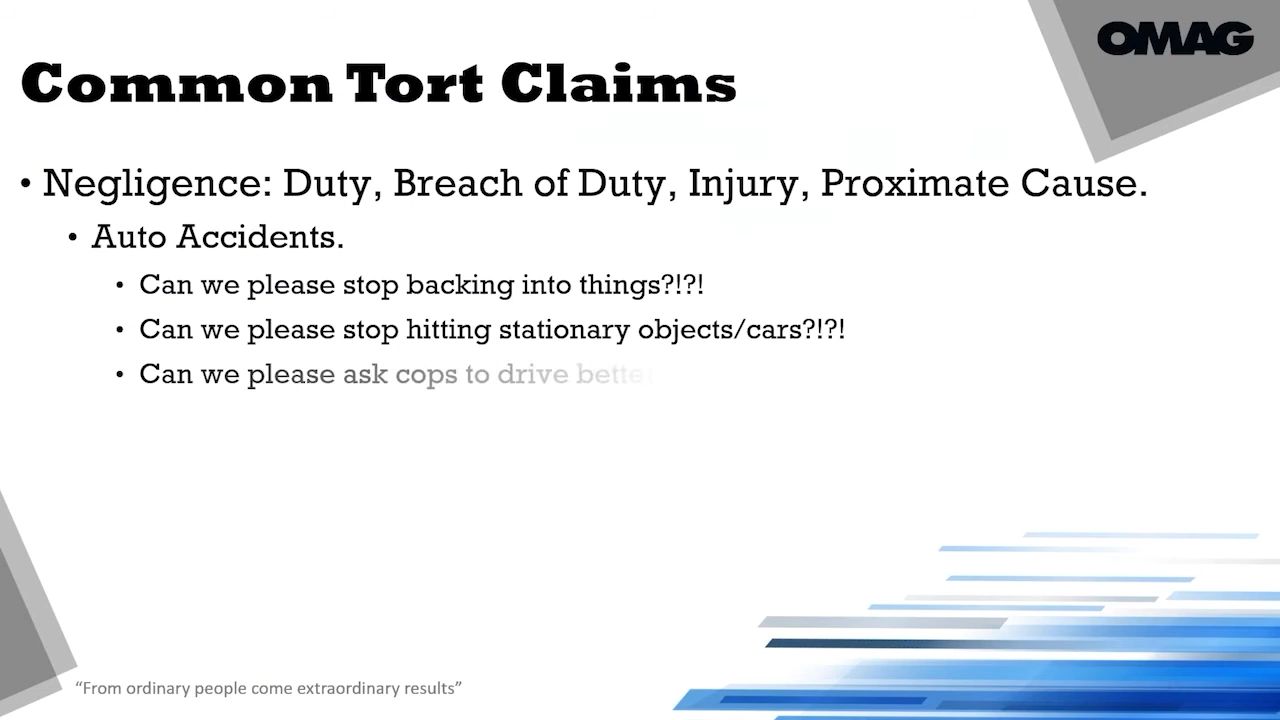 OMAG
Common Tort Claims
• Negligence: Duty, Breach of Duty, Injury, Proximate Cause.
• Auto Accidents.
• Can we please stop backing into things?!?!
• Can we please stop hitting stationary objects/cars?!?!
• Can we please ask cops to drive better
“From ordinary people come extraordinary results”